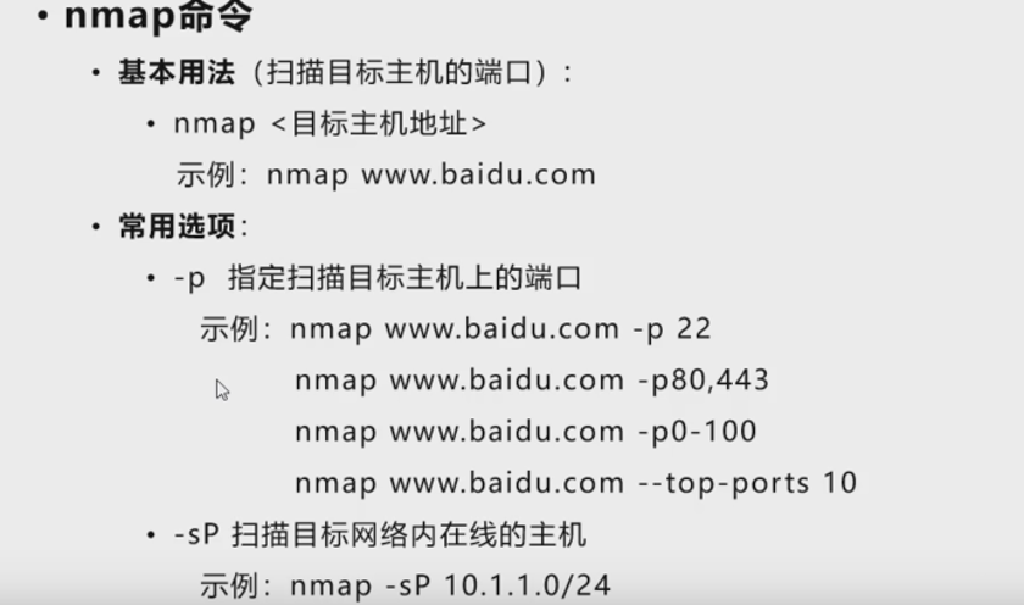 • nmap命令
• 基本用法（扫描目标主机的端口）:
• nmap <目标主机地址>
示例：nmap www.baidu.com
• 常用选项：
• -p 指定扫描目标主机上的端口
示例：nmap www.baidu.com -p 22
nmap www.baidu.com -p80,443
nmap www.baidu.com -p0-100
nmap www.baidu.com --top-ports 10
• -sP 扫描目标网络内在线的主机
示例：nmap -sP 10.1.1.0/24